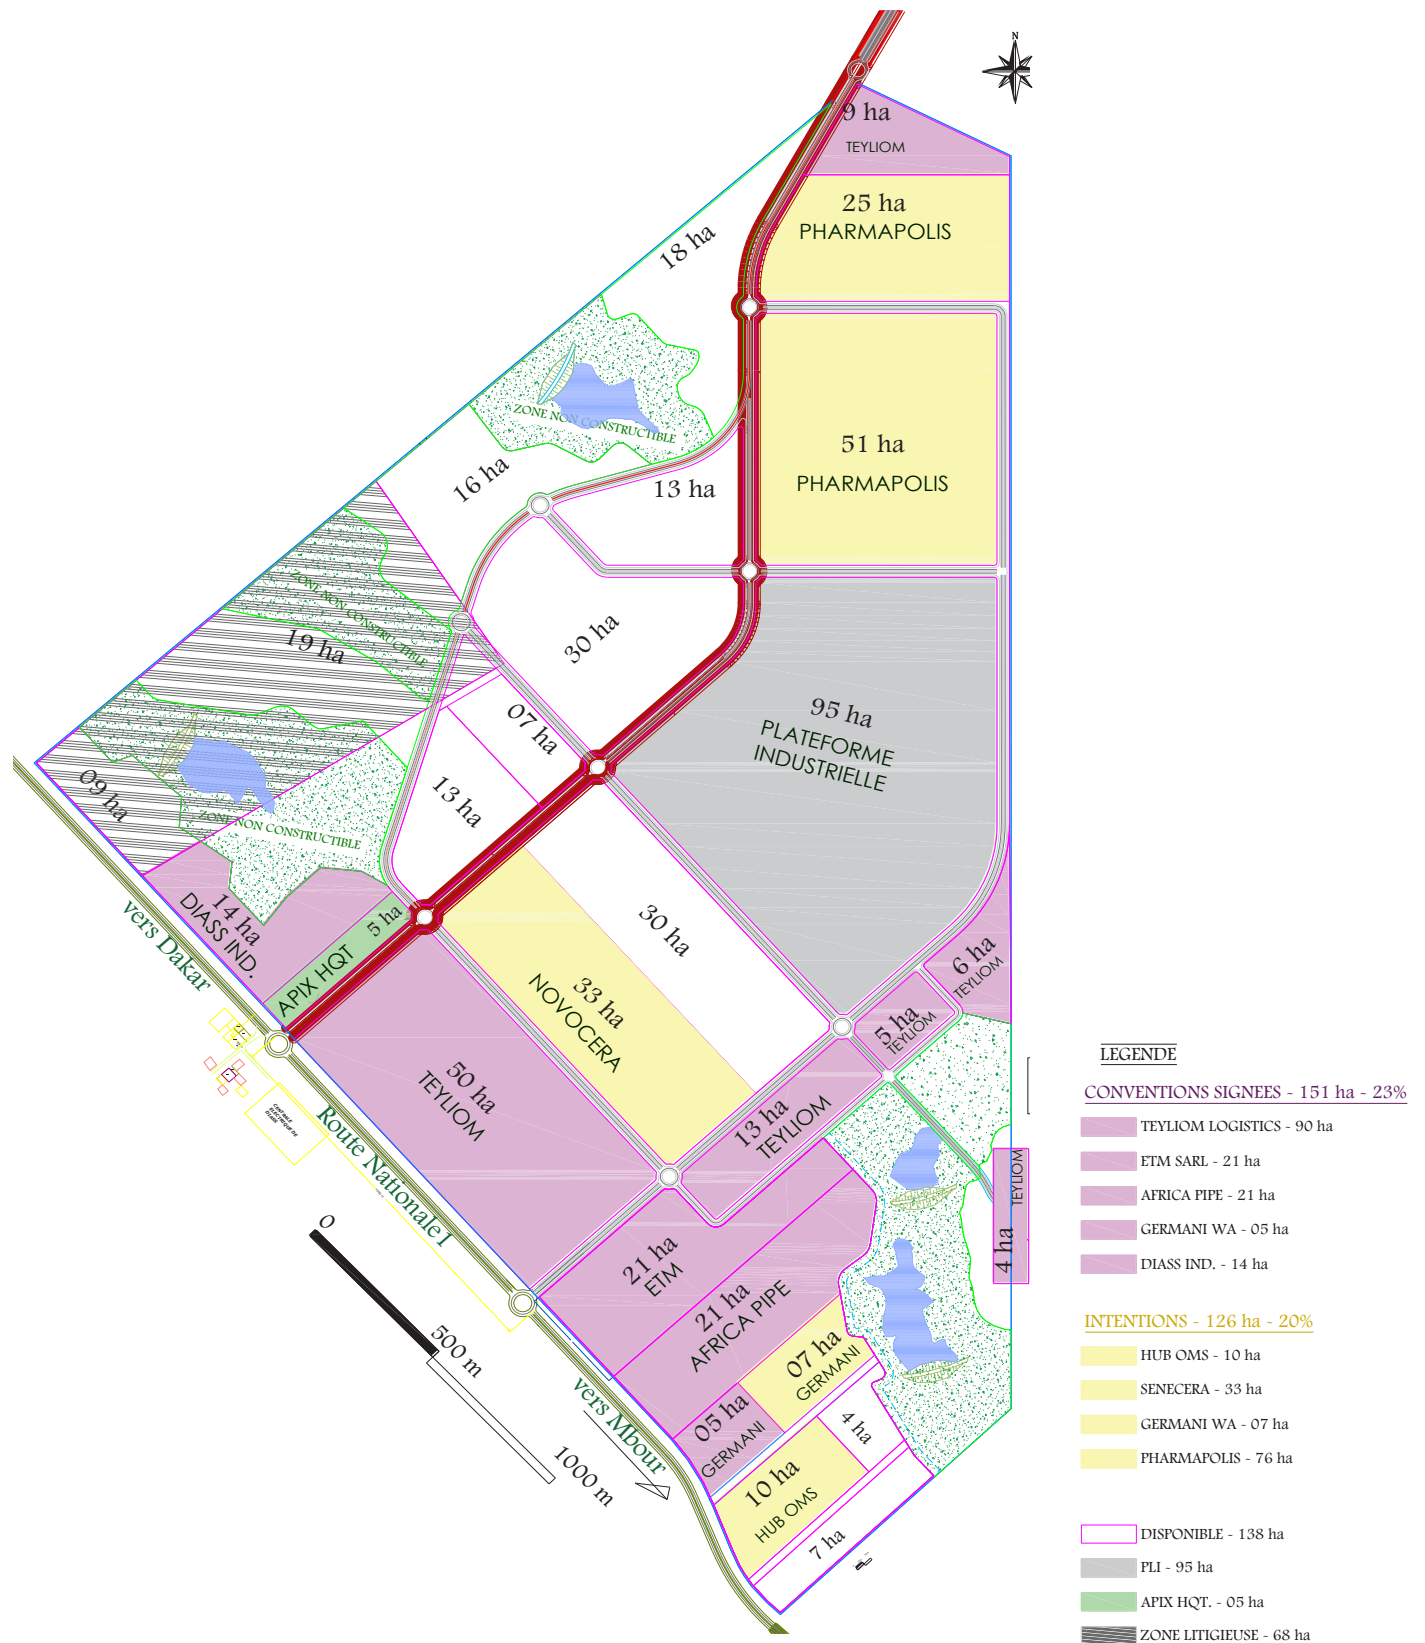 N
9 ha
TEYLIOM
25 ha
PHARMAPOLIS
18 ha
ZONE NON CONSTRUCTIBLE
51 ha
PHARMAPOLIS
16 ha
13 ha
ZONE NON CONSTRUCTIBLE
19 ha
30 ha
07 ha
95 ha
PLATEFORME
INDUSTRIELLE
09 ha
13 ha
ZONE NON CONSTRUCTIBLE
14 ha
DIASS IND.
5 ha
APIX HQT
30 ha
33 ha
NOVOCERA
6 ha
TEYLIOM
5 ha
TEYLIOM
vers Dakar
50 ha
TEYLIOM
13 ha
TEYLIOM
CENTRALE
ELECTRIQUE DE
Route Nationale1
TEYLIOM
4 ha
21 ha
ETM
21 ha
AFRICA PIPE
07 ha
GERMANI
05 ha
GERMANI
4 ha
10 ha
HUB OMS
7 ha
vers Mbour
0
500 m
1000 m
LEGENDE
CONVENTIONS SIGNEES - 151 ha - 23%
TEYLIOM LOGISTICS - 90 ha
ETM SARL - 21 ha
AFRICA PIPE - 21 ha
GERMANI WA - 05 ha
DIASS IND. - 14 ha
INTENTIONS - 126 ha - 20%
HUB OMS - 10 ha
SENECERA - 33 ha
GERMANI WA - 07 ha
PHARMAPOLIS - 76 ha
DISPONIBLE - 138 ha
PLI - 95 ha
APIX HQT. - 05 ha
ZONE LITIGIEUSE - 68 ha